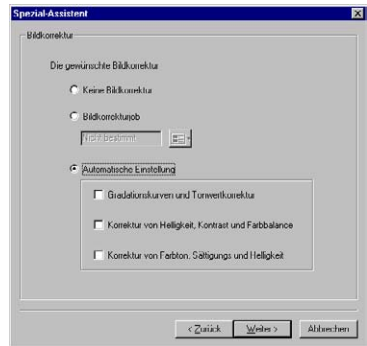 Spezial-Assistent
Bildkorrektur
Die gewünschte Bildkorrektur
Keine Bildkorrektur
Bildkorrekturjob
Nicht bestimmt
Automatische Einstellung
Gradationskurven und Tonwertkorrektur
Korrektur von Helligkeit, Kontrast und Farbbalance
Korrektur von Farbton, Sättigungs und Helligkeit
< Zurück
Weiter >
Abbrechen